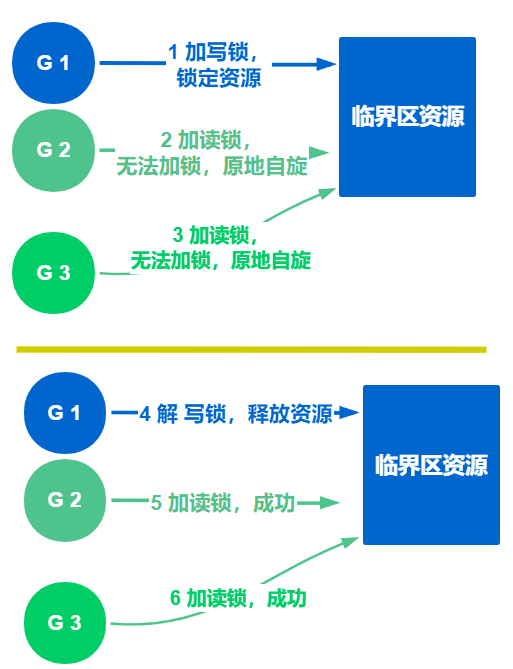 G 1
1 加写锁，
锁定资源
临界区资源
G 2
2 加读锁，
无法加锁，原地自旋
3 加读锁，
无法加锁，原地自旋
G 3
G 1
4 解 写锁，释放资源
临界区资源
G 2
5 加读锁，成功
6 加读锁，成功
G 3